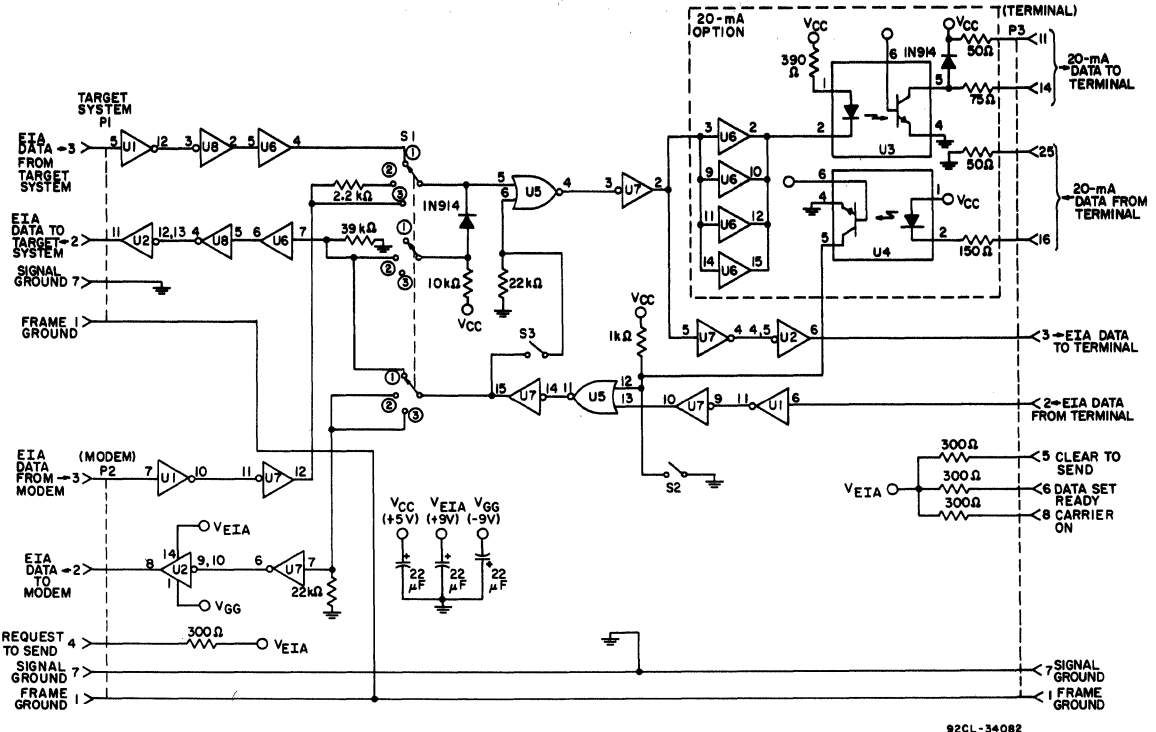 20-mA
OPTION
VCC
390
Ω
1
2
6
1N914
5
4
U3
VCC
50Ω
75Ω
(TERMINAL)
P3
11
14
20-mA
DATA TO
TERMINAL
50Ω
25
16
20-mA
DATA FROM
TERMINAL
6
4
5
1
VCC
2
U4
150Ω
3 U6 2
9 U6 10
11 U6 12
14 U6 15
TARGET
SYSTEM
P1
EIA
DATA
FROM
TARGET
SYSTEM
3
5 U1 12
3 U8 2
5 U6 4
S1
1
2
3
2.2 kΩ
1N914
5
6
U5
4
3 U7 2
EIA
DATA TO
TARGET
SYSTEM
2
11 U2 12,13
4 U8 5
6 U6 7
39kΩ
1
2
3
10kΩ
VCC
22kΩ
SIGNAL
GROUND 7
FRAME 1
GROUND
S3
VCC
1kΩ
5 U7 4
4,5 U2 6
3 EIA DATA
TO TERMINAL
1
2
3
15 U7 14
11 U5 12
13
10 U7 9
11 U1 6
2 EIA DATA
FROM TERMINAL
S2
EIA
DATA
FROM
MODEM
3
(MODEM)
P2
7 U1 10
11 U7 12
VEIA
300Ω
5 CLEAR TO
SEND
300Ω
6 DATA SET
READY
300Ω
8 CARRIER
ON
VCC
(+5V)
VEIA
(+9V)
VGG
(-9V)
+
22
μF
+
22
μF
+
22
μF
EIA
DATA
TO
MODEM
2
VEIA
14
8 U2 9,10
1
VGG
6 U7 7
22kΩ
REQUEST 4
TO SEND
300Ω
VEIA
SIGNAL 7
GROUND
7 SIGNAL
GROUND
FRAME 1
GROUND
1 FRAME
GROUND
92CL-34082